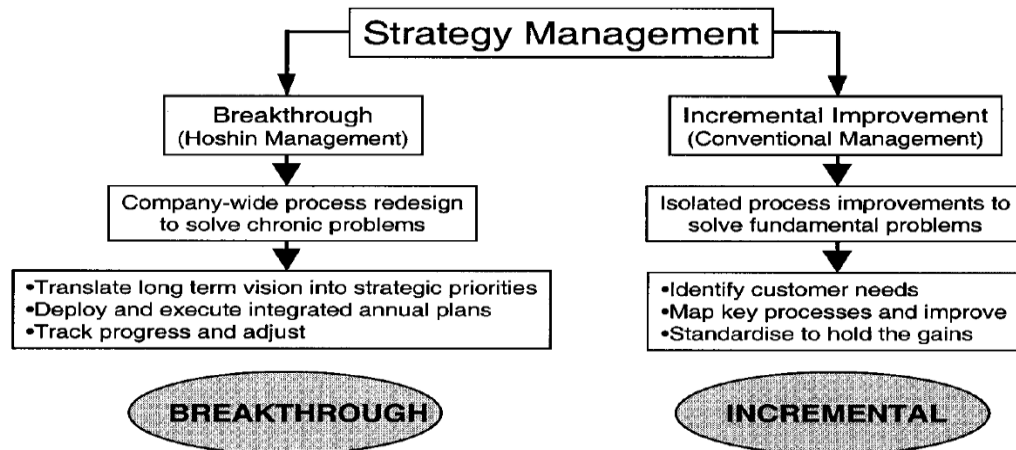 Strategy Management
Breakthrough
(Hoshin Management)
Company-wide process redesign
to solve chronic problems
•Translate long term vision into strategic priorities
•Deploy and execute integrated annual plans
•Track progress and adjust
BREAKTHROUGH
Incremental Improvement
(Conventional Management)
Isolated process improvements to
solve fundamental problems
•Identify customer needs
•Map key processes and improve
•Standardise to hold the gains
INCREMENTAL